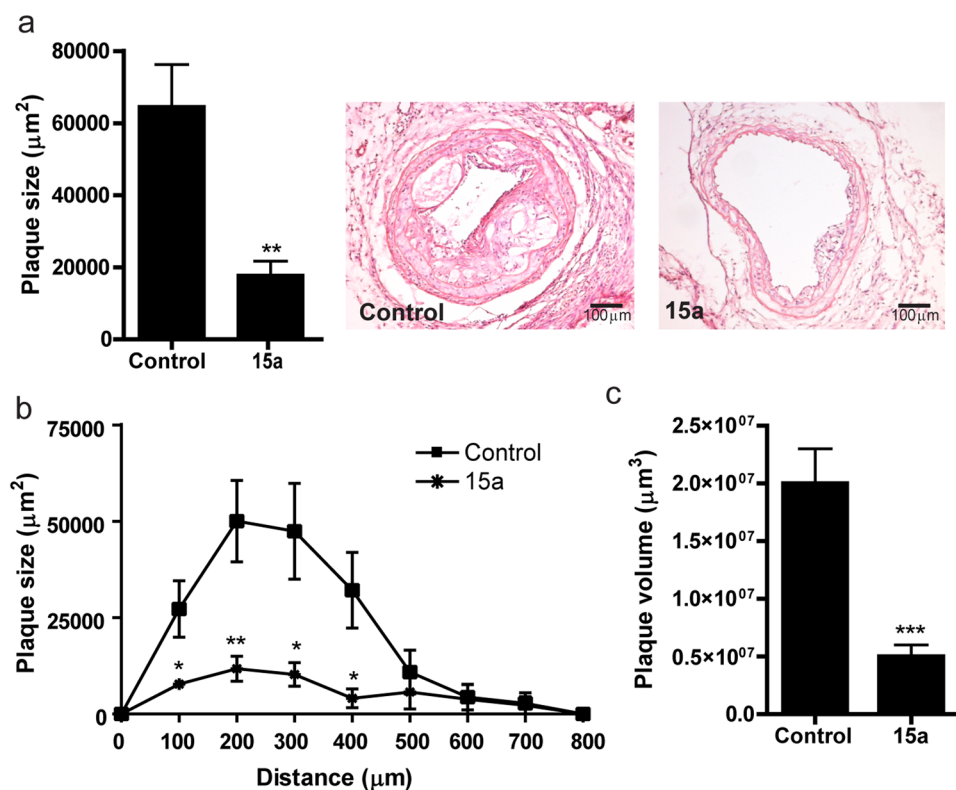 a
80000
60000
40000
20000
0
Plaque size (μm²)
**
Control
15a
Control
100μm
15a
100μm
b
75000
50000
25000
0
Plaque size (μm²)
Control
15a
*
**
*
*
0 100 200 300 400 500 600 700 800
Distance (μm)
c
2.5×10⁰⁷
2.0×10⁰⁷
1.5×10⁰⁷
1.0×10⁰⁷
0.5×10⁰⁷
0.0
Plaque volume (μm³)
***
Control
15a